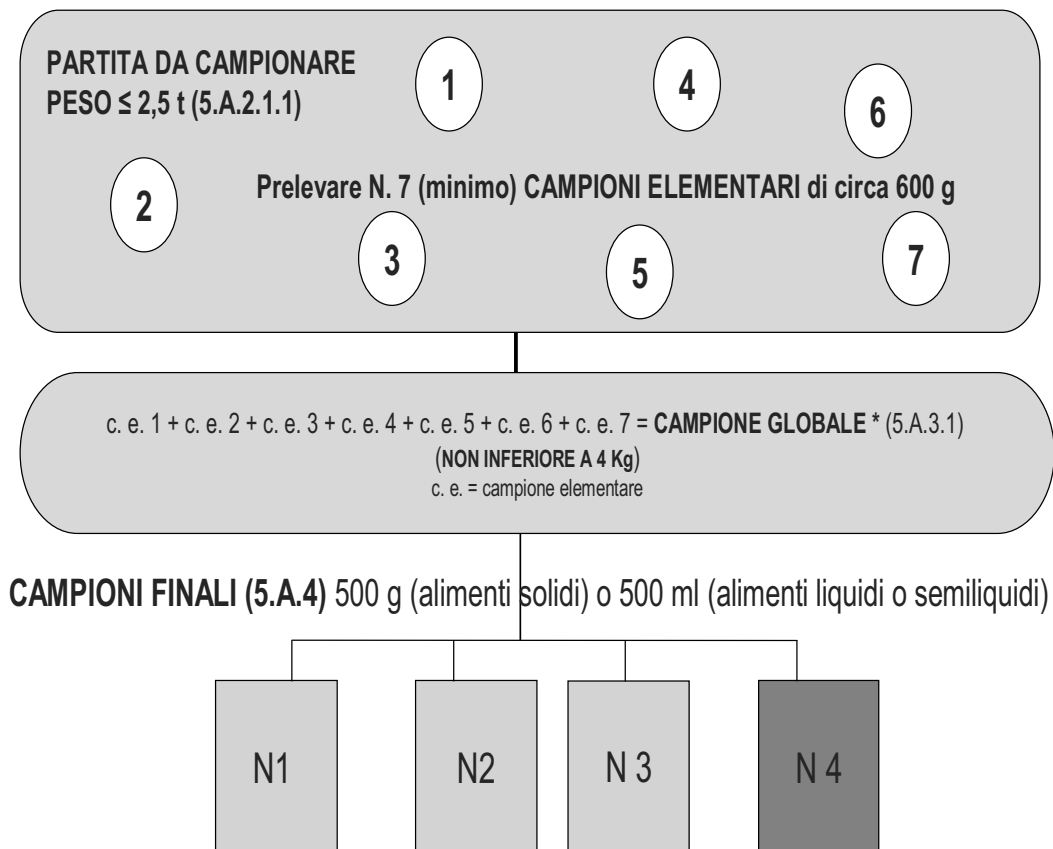 PARTITA DA CAMPIONARE
PESO ≤ 2,5 t (5.A.2.1.1)
1
4
6
2
Prelevare N. 7 (minimo) CAMPIONI ELEMENTARI di circa 600 g
3
5
7
c. e. 1 + c. e. 2 + c. e. 3 + c. e. 4 + c. e. 5 + c. e. 6 + c. e. 7 = CAMPIONE GLOBALE * (5.A.3.1)
(NON INFERIORE A 4 Kg)
c. e. = campione elementare
CAMPIONI FINALI (5.A.4) 500 g (alimenti solidi) o 500 ml (alimenti liquidi o semiliquidi)
N1
N2
N 3
N 4